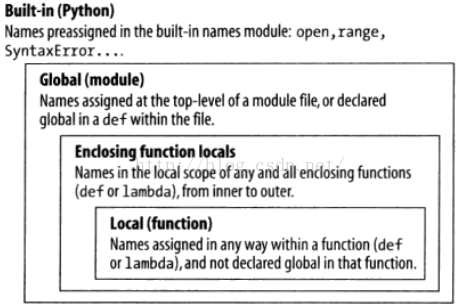 Built-in (Python)
Names preassigned in the built-in names module: open,range,
SyntaxError....
Global (module)
Names assigned at the top-level of a module file, or declared
global in a def within the file.
Enclosing function locals
http://blog.csdn.net/
Names in the local scope of any and all enclosing functions
(def or lambda), from inner to outer.
Local (function)
Names assigned in any way within a function (def
or lambda), and not declared global in that function.